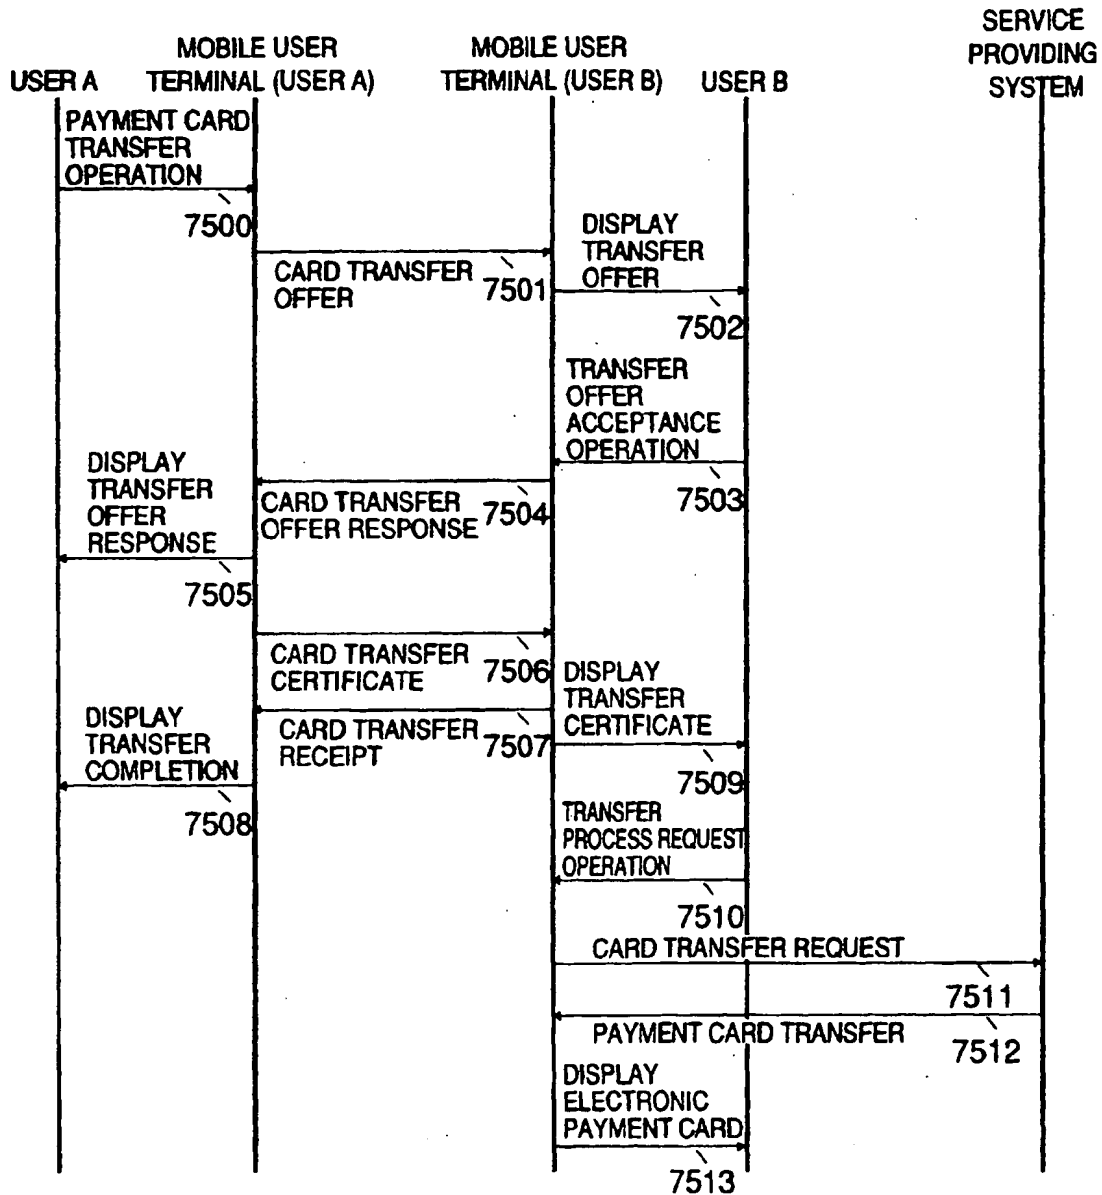 SERVICE
PROVIDING
SYSTEM
MOBILE USER
TERMINAL (USER A)
MOBILE USER
TERMINAL (USER B)
USER A
USER B
PAYMENT CARD
TRANSFER
OPERATION
7500
CARD TRANSFER
OFFER
7501
DISPLAY
TRANSFER
OFFER
7502
TRANSFER
OFFER
ACCEPTANCE
OPERATION
7503
CARD TRANSFER
OFFER RESPONSE
7504
DISPLAY
TRANSFER
OFFER
RESPONSE
7505
CARD TRANSFER
CERTIFICATE
7506
CARD TRANSFER
RECEIPT
7507
DISPLAY
TRANSFER
COMPLETION
7508
DISPLAY
TRANSFER
CERTIFICATE
7509
TRANSFER
PROCESS REQUEST
OPERATION
7510
CARD TRANSFER REQUEST
7511
PAYMENT CARD TRANSFER
7512
DISPLAY
ELECTRONIC
PAYMENT CARD
7513